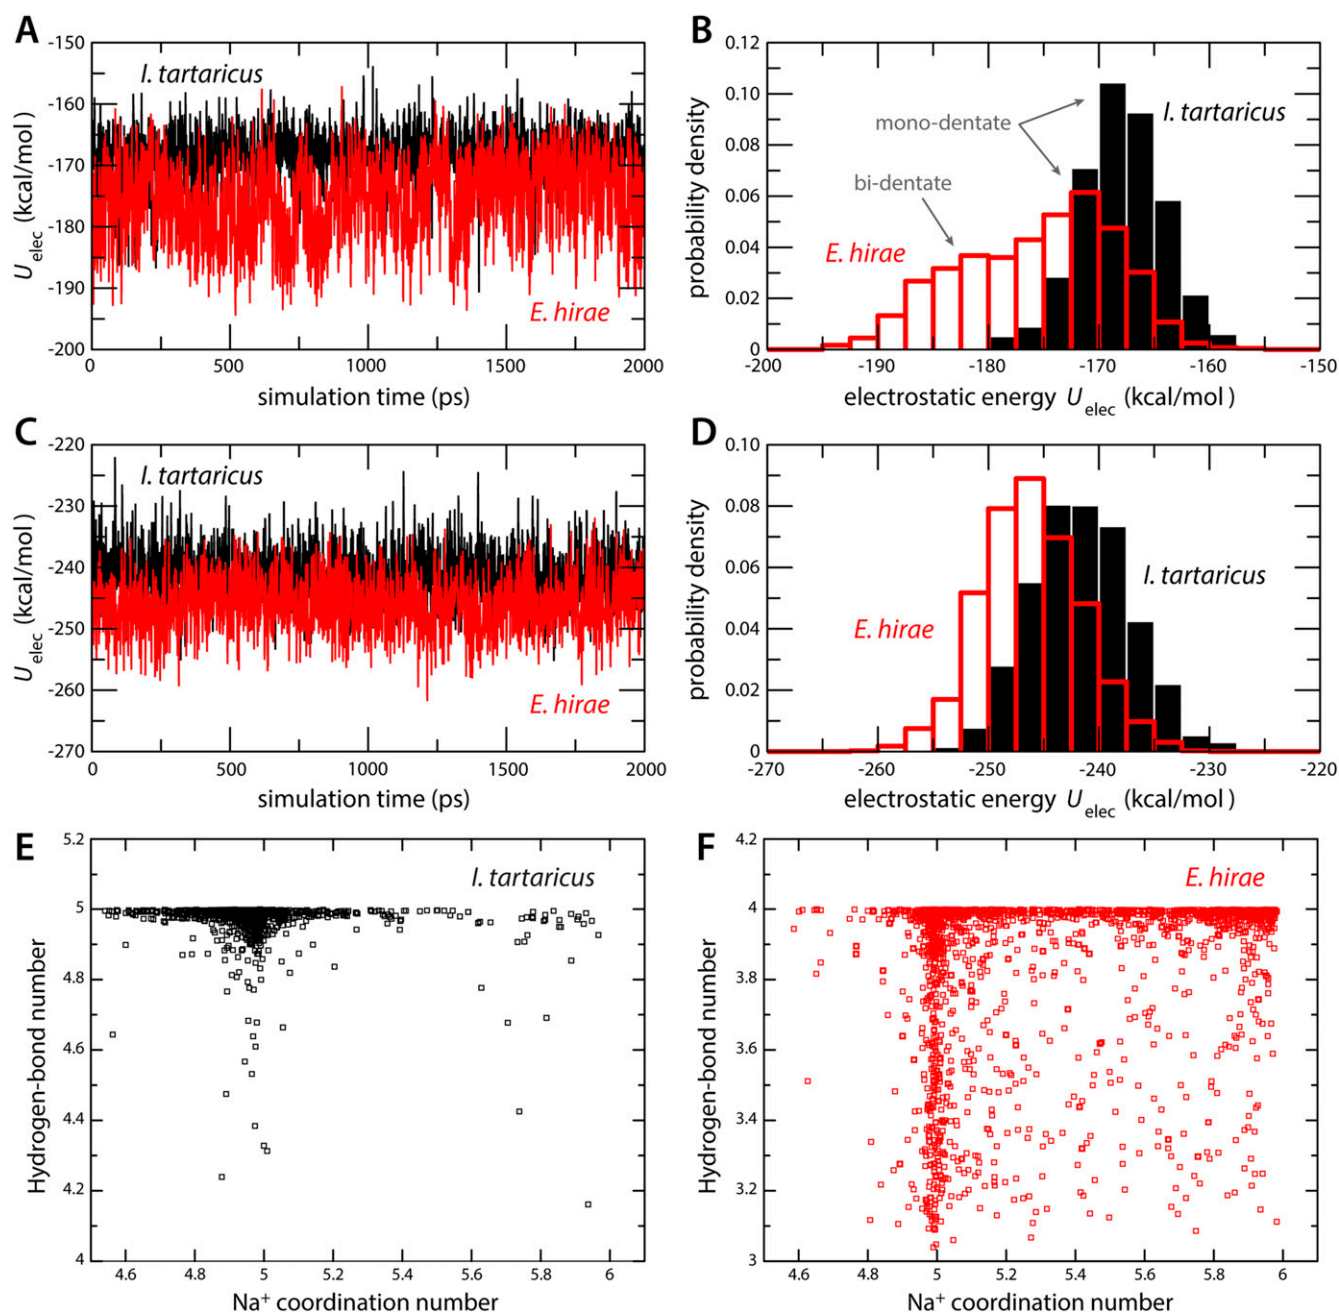 A
-150
-160
-170
-180
-190
-200
U elec (kcal/mol)
I. tartaricus
E. hirae
0
500
1000
1500
2000
simulation time (ps)
B
0.12
0.10
0.08
0.06
0.04
0.02
0
probability density
mono-dentate
I. tartaricus
bi-dentate
E. hirae
-200
-190
-180
-170
-160
-150
electrostatic energy U elec (kcal/mol)
C
-220
-230
-240
-250
-260
-270
U elec (kcal/mol)
I. tartaricus
E. hirae
0
500
1000
1500
2000
simulation time (ps)
D
0.10
0.08
0.06
0.04
0.02
0
probability density
I. tartaricus
E. hirae
-270
-260
-250
-240
-230
-220
electrostatic energy U elec (kcal/mol)
E
5.2
5
4.8
4.6
4.4
4.2
4
Hydrogen-bond number
I. tartaricus
4.6
4.8
5
5.2
5.4
5.6
5.8
6
Na⁺ coordination number
F
4.2
4
3.8
3.6
3.4
3.2
3
Hydrogen-bond number
E. hirae
4.6
4.8
5
5.2
5.4
5.6
5.8
6
Na⁺ coordination number